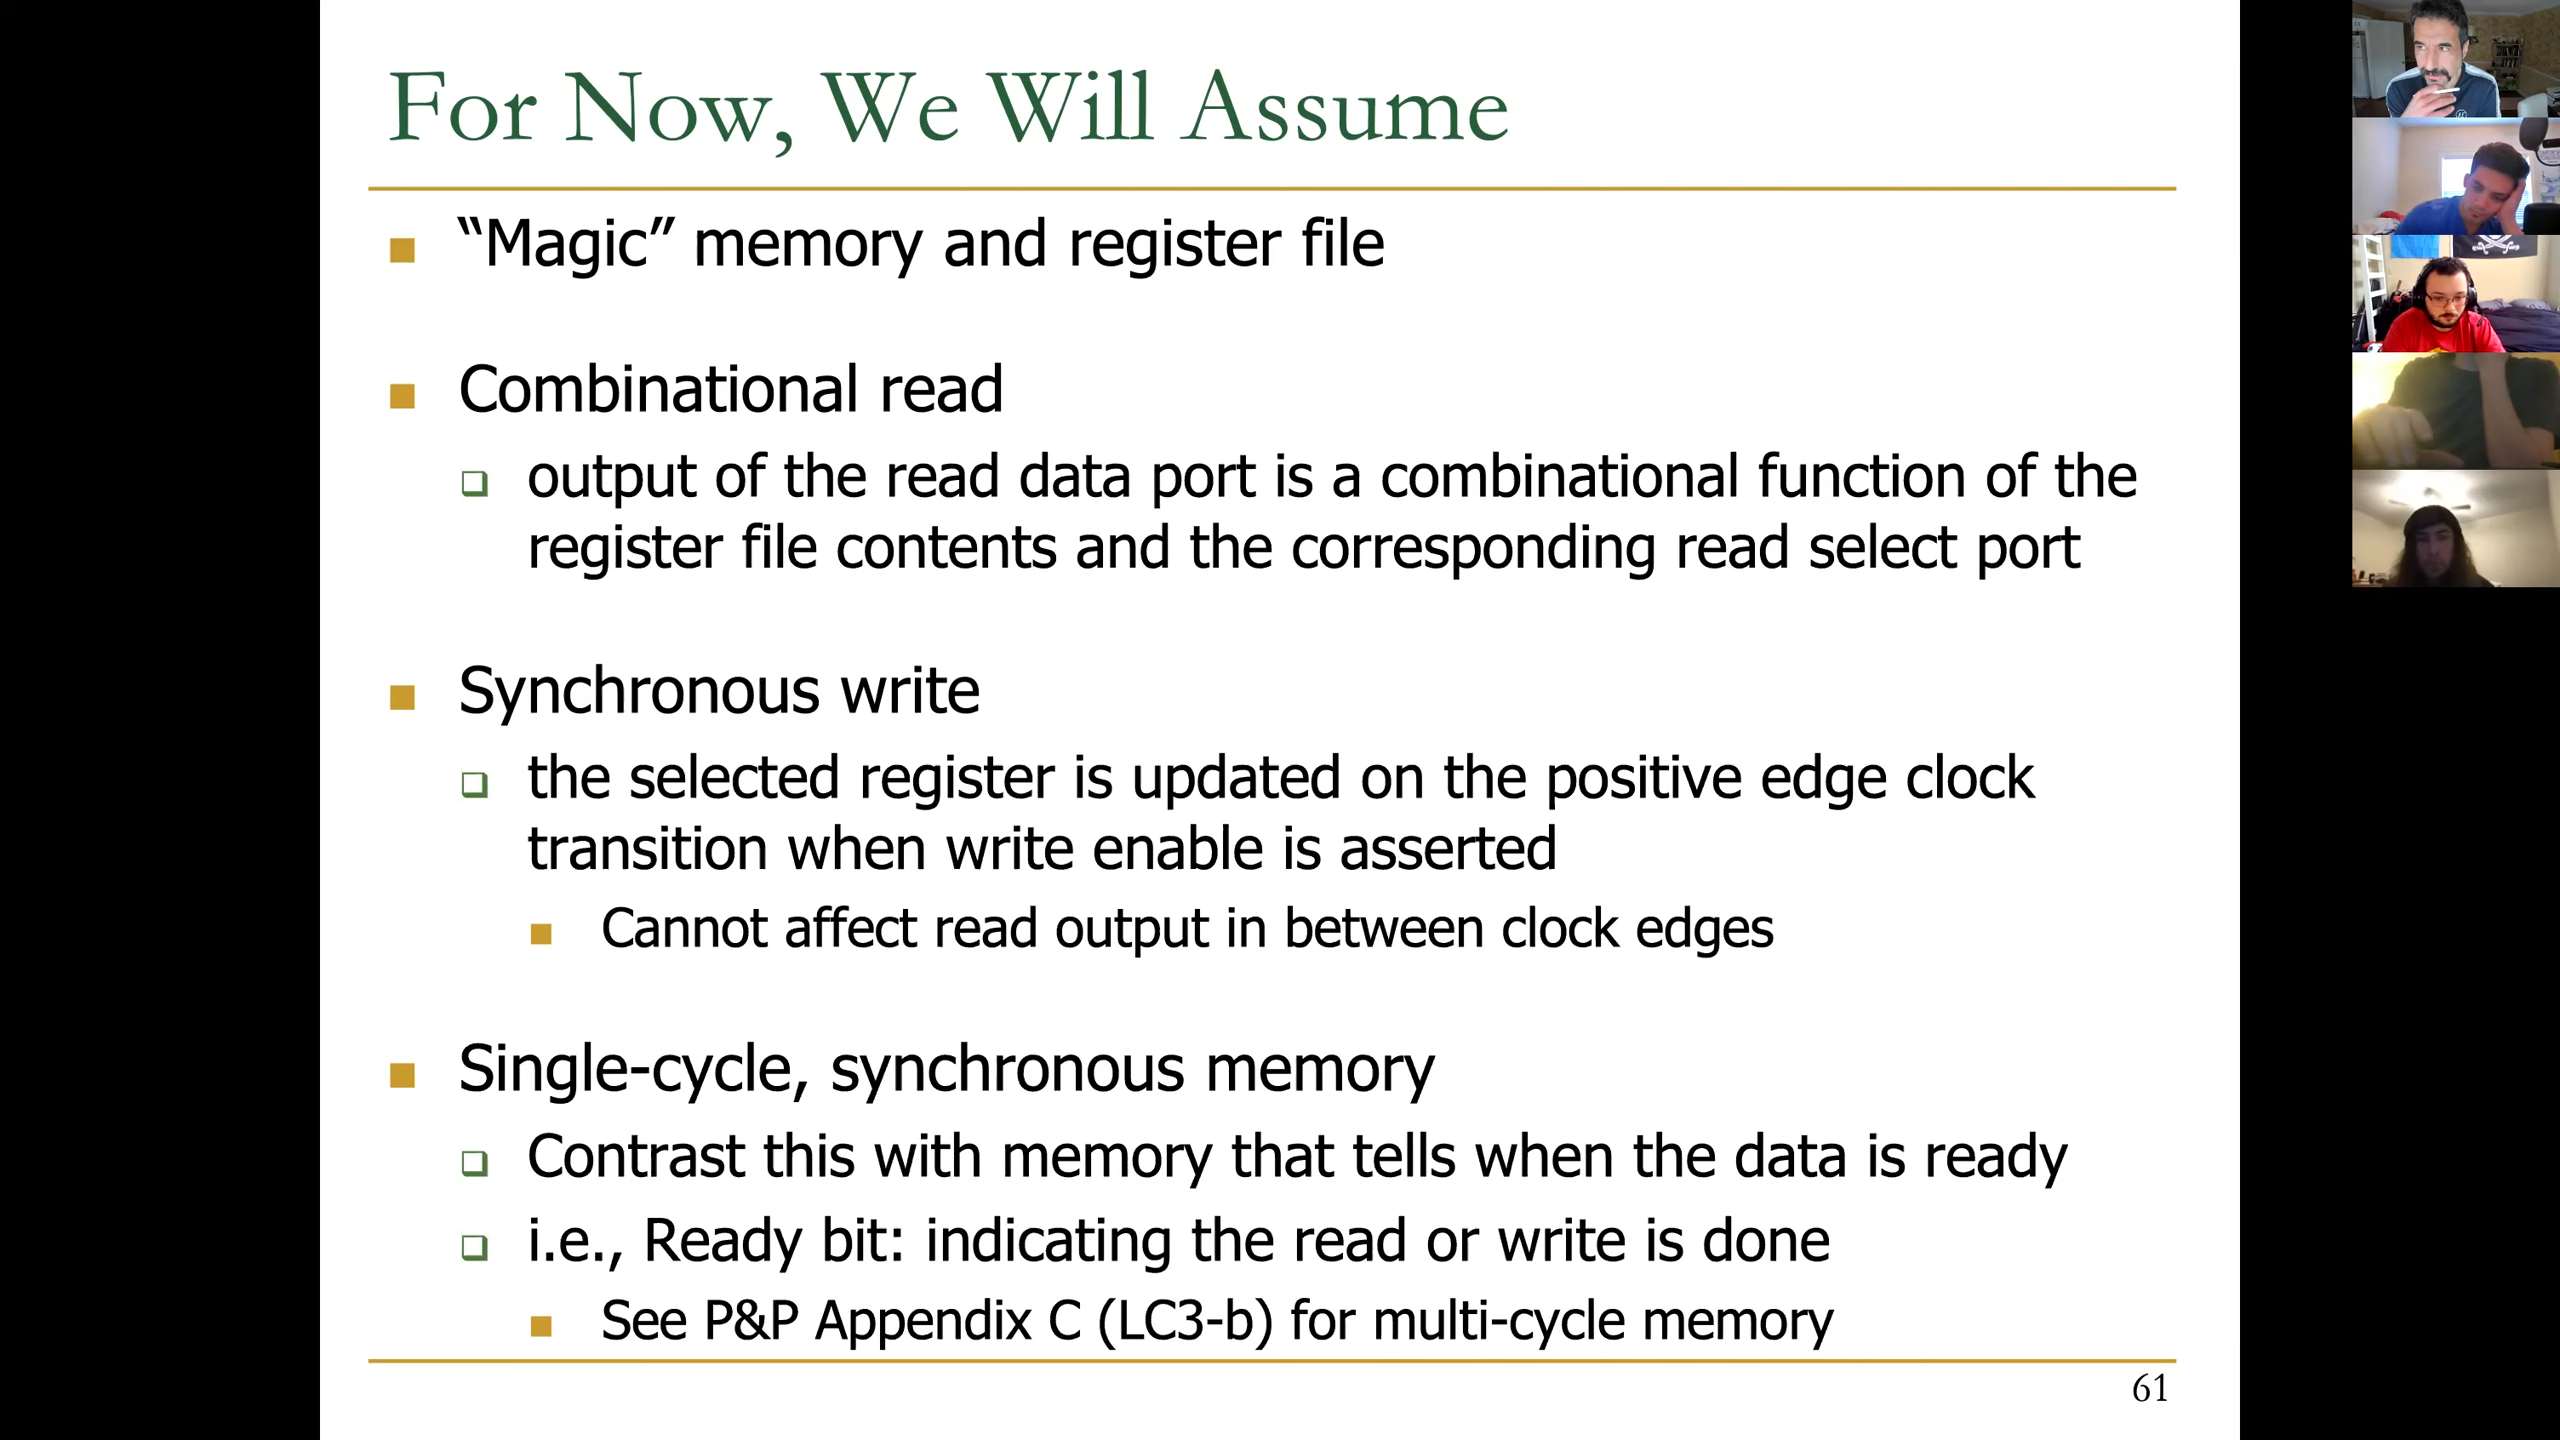 For Now, We Will Assume
“Magic” memory and register file
Combinational read
output of the read data port is a combinational function of the
register file contents and the corresponding read select port
Synchronous write
the selected register is updated on the positive edge clock
transition when write enable is asserted
Cannot affect read output in between clock edges
Single-cycle, synchronous memory
Contrast this with memory that tells when the data is ready
i.e., Ready bit: indicating the read or write is done
See P&P Appendix C (LC3-b) for multi-cycle memory
61